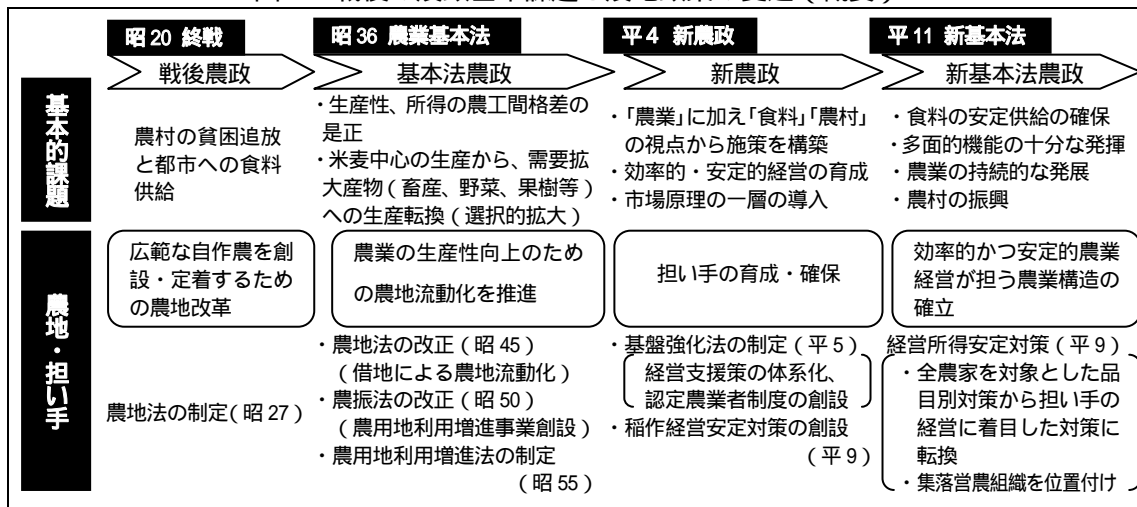 昭20 終戦
昭36 農業基本法
平4 新農政
平11 新基本法
戦後農政
基本法農政
新農政
新基本法農政
基本的課題
農村の貧困追放
と都市への食料
供給
・生産性、所得の農工間格差の
是正
・米麦中心の生産から、需要拡
大産物(畜産、野菜、果樹等)
への生産転換(選択的拡大)
・「農業」に加え「食料」「農村」
の視点から施策を構築
・効率的・安定的経営の育成
・市場原理の一層の導入
・食料の安定供給の確保
・多面的機能の十分な発揮
・農業の持続的な発展
・農村の振興
農地・担い手
広範な自作農を創
設・定着するため
の農地改革
農業の生産性向上のため
の農地流動化を推進
担い手の育成・確保
効率的かつ安定的農業
経営が担う農業構造の
確立
農地法の制定(昭27)
・農地法の改正(昭45)
(借地による農地流動化)
・農振法の改正(昭50)
(農用地利用増進事業創設)
・農用地利用増進法の制定
(昭55)
・基盤強化法の制定(平5)
経営支援策の体系化、
認定農業者制度の創設
・稲作経営安定対策の創設
(平9)
経営所得安定対策(平9)
・全農家を対象とした品
目別対策から担い手の
経営に着目した対策に
転換
・集落営農組織を位置付け